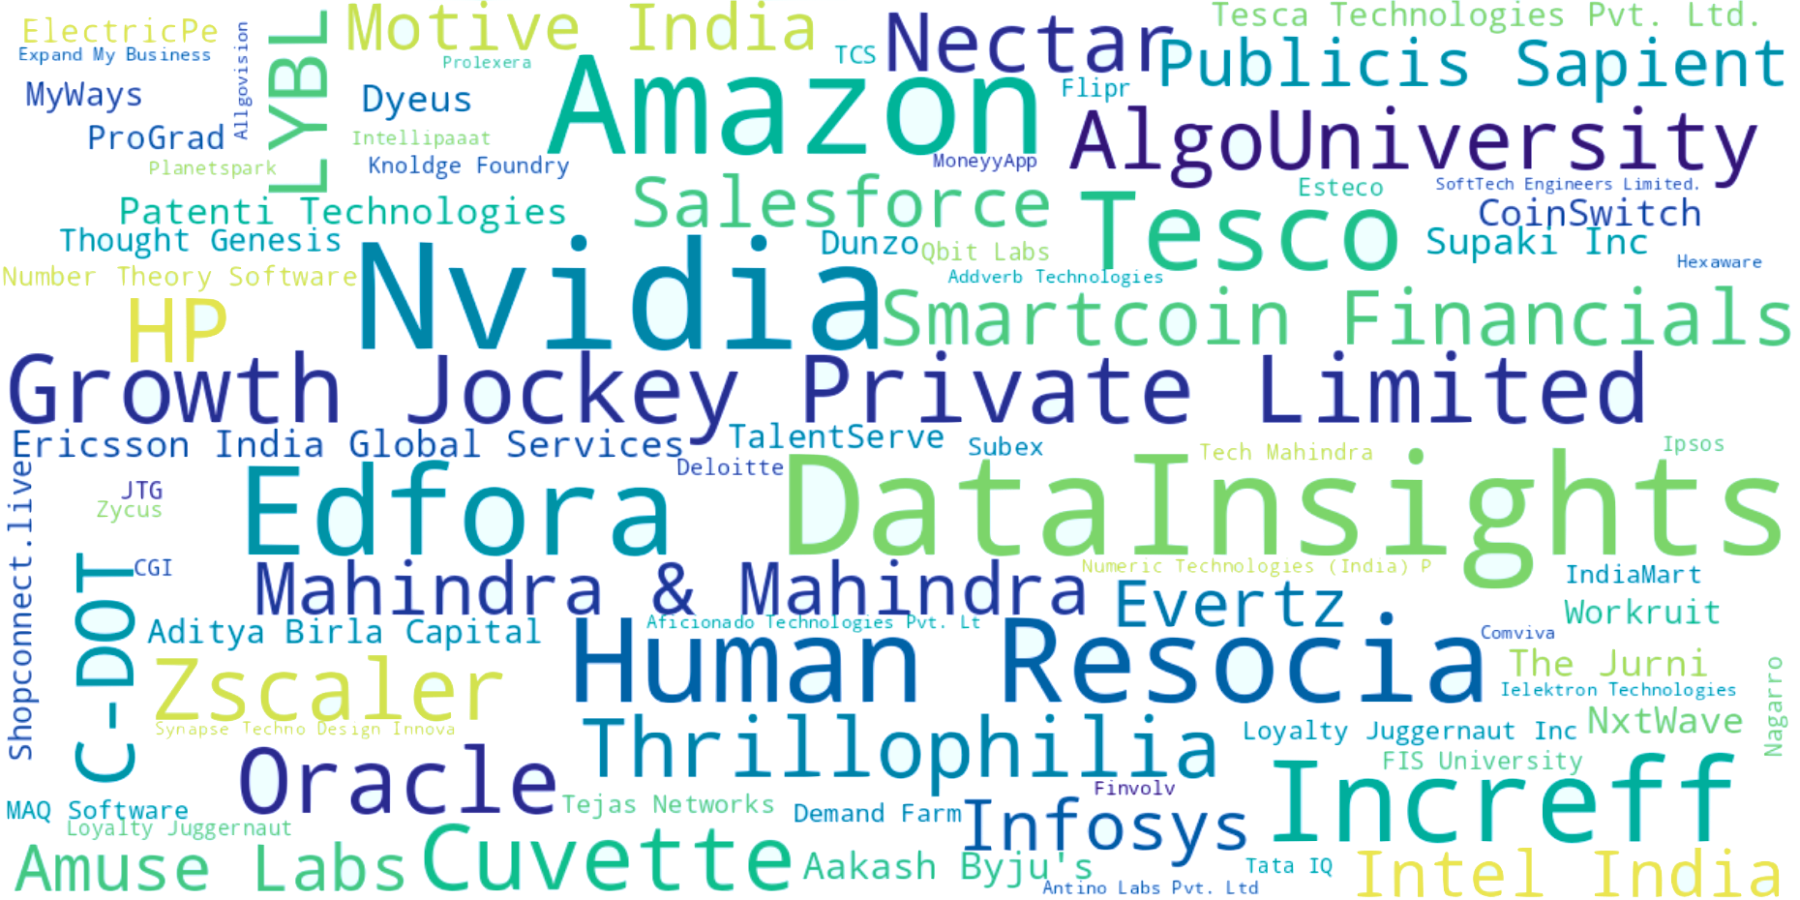 ElectricPe
Expand My Business
Allgovision
LYBL
Motive India
Prolexera
TCS
Nectar
Tesca Technologies Pvt. Ltd.
Publicis Sapient
MyWays
Dyeus
Amazon
Flipr
ProGrad
Intellipaaat
AlgoUniversity
Planetspark
Knoldge Foundry
MoneyyApp
Salesforce
Tesco
Esteco
SoftTech Engineers Limited.
CoinSwitch
Patenti Technologies
Thought Genesis
Dunzo
Qbit Labs
Supaki Inc
Hexaware
Number Theory Software
Nvidia
Addverb Technologies
HP
Smartcoin Financials
Growth Jockey Private Limited
Ericsson India Global Services
TalentServe
Subex
Tech Mahindra
Ipsos
Deloitte
Shopconnect.live
JTG
Zycus
Edfora
DataInsights
CGI
C-DOT
Mahindra & Mahindra
Numeric Technologies (India) P
IndiaMart
Evertz
Workruit
Aditya Birla Capital
Aficionado Technologies Pvt. Lt
Human Resocia
Comviva
The Jurni
Zscaler
Ielektron Technologies
Nagarro
Synapse Techno Design Innova
Thrillophilia
Loyalty Juggernaut Inc
NxtWave
Oracle
FIS University
Finvolv
Increff
MAQ Software
Tejas Networks
Demand Farm
Infosys
Loyalty Juggernaut
Amuse Labs
Cuvette
Aakash Byju's
Tata IQ
Intel India
Antino Labs Pvt. Ltd